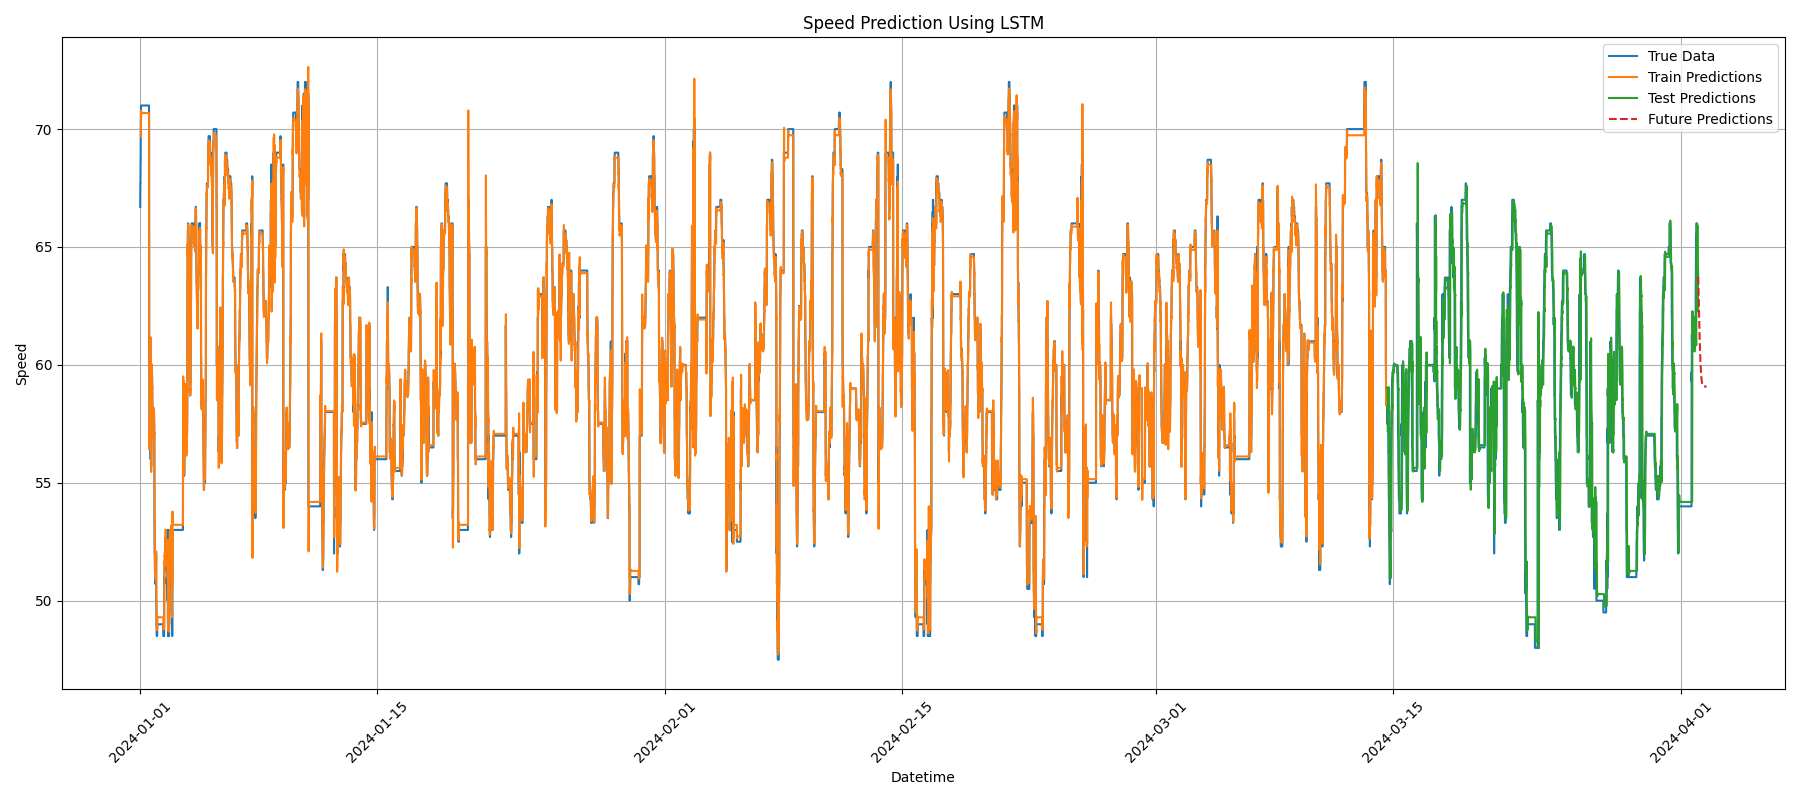 Speed Prediction Using LSTM
True Data
Train Predictions
Test Predictions
Future Predictions
Speed
70
65
60
55
50
2024-01-01
2024-01-15
2024-02-01
2024-02-15
2024-03-01
2024-03-15
2024-04-01
Datetime